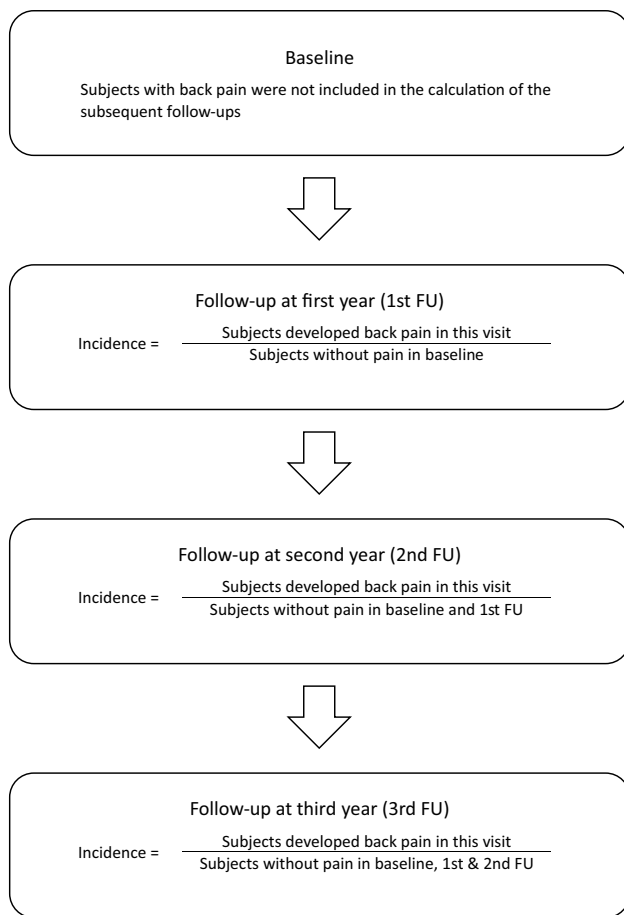 Baseline
Subjects with back pain were not included in the calculation of the
subsequent follow-ups
Follow-up at first year (1st FU)
Incidence =
Subjects developed back pain in this visit
Subjects without pain in baseline
Follow-up at second year (2nd FU)
Incidence =
Subjects developed back pain in this visit
Subjects without pain in baseline and 1st FU
Follow-up at third year (3rd FU)
Incidence =
Subjects developed back pain in this visit
Subjects without pain in baseline, 1st & 2nd FU